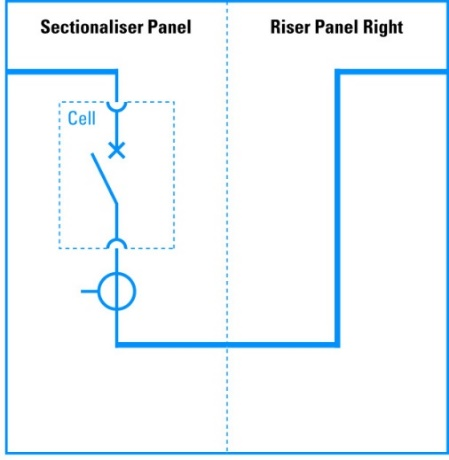 Sectionaliser Panel
Riser Panel Right
Cell